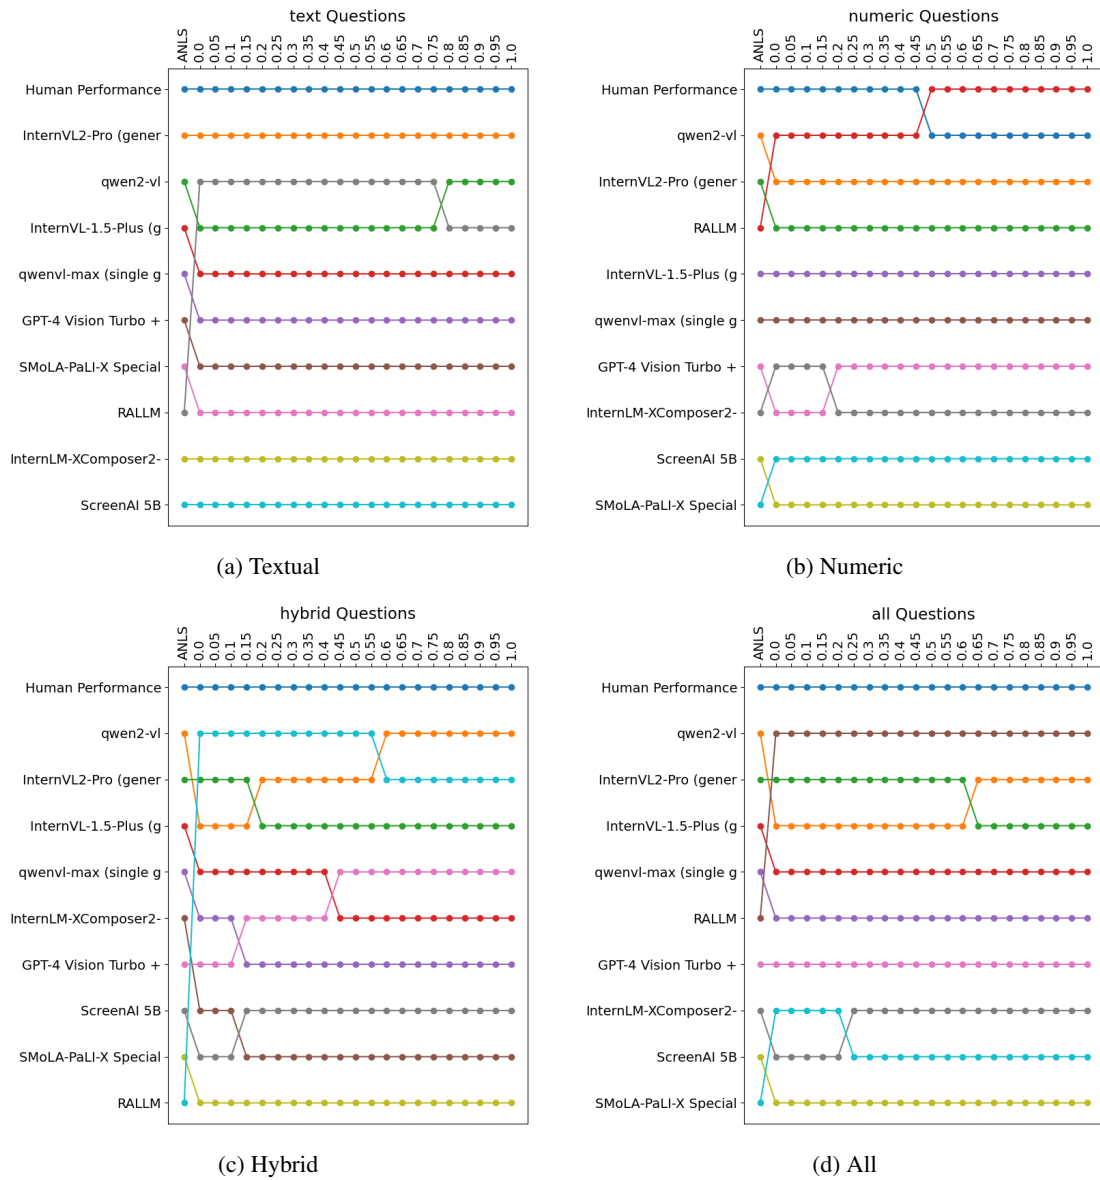 text Questions
ANLS 0.0 0.05 0.1 0.15 0.2 0.25 0.3 0.35 0.4 0.45 0.5 0.55 0.6 0.65 0.7 0.75 0.8 0.85 0.9 0.95 1.0
Human Performance
InternVL2-Pro (gener
qwen2-vl
InternVL-1.5-Plus (g
qwenvl-max (single g
GPT-4 Vision Turbo +
SMoLA-PaLI-X Special
RALLM
InternLM-XComposer2-
ScreenAI 5B
(a) Textual
numeric Questions
ANLS 0.0 0.05 0.1 0.15 0.2 0.25 0.3 0.35 0.4 0.45 0.5 0.55 0.6 0.65 0.7 0.75 0.8 0.85 0.9 0.95 1.0
Human Performance
qwen2-vl
InternVL2-Pro (gener
RALLM
InternVL-1.5-Plus (g
qwenvl-max (single g
GPT-4 Vision Turbo +
InternLM-XComposer2-
ScreenAI 5B
SMoLA-PaLI-X Special
(b) Numeric
hybrid Questions
ANLS 0.0 0.05 0.1 0.15 0.2 0.25 0.3 0.35 0.4 0.45 0.5 0.55 0.6 0.65 0.7 0.75 0.8 0.85 0.9 0.95 1.0
Human Performance
qwen2-vl
InternVL2-Pro (gener
InternVL-1.5-Plus (g
qwenvl-max (single g
InternLM-XComposer2-
GPT-4 Vision Turbo +
ScreenAI 5B
SMoLA-PaLI-X Special
RALLM
(c) Hybrid
all Questions
ANLS 0.0 0.05 0.1 0.15 0.2 0.25 0.3 0.35 0.4 0.45 0.5 0.55 0.6 0.65 0.7 0.75 0.8 0.85 0.9 0.95 1.0
Human Performance
qwen2-vl
InternVL2-Pro (gener
InternVL-1.5-Plus (g
qwenvl-max (single g
RALLM
GPT-4 Vision Turbo +
InternLM-XComposer2-
ScreenAI 5B
SMoLA-PaLI-X Special
(d) All